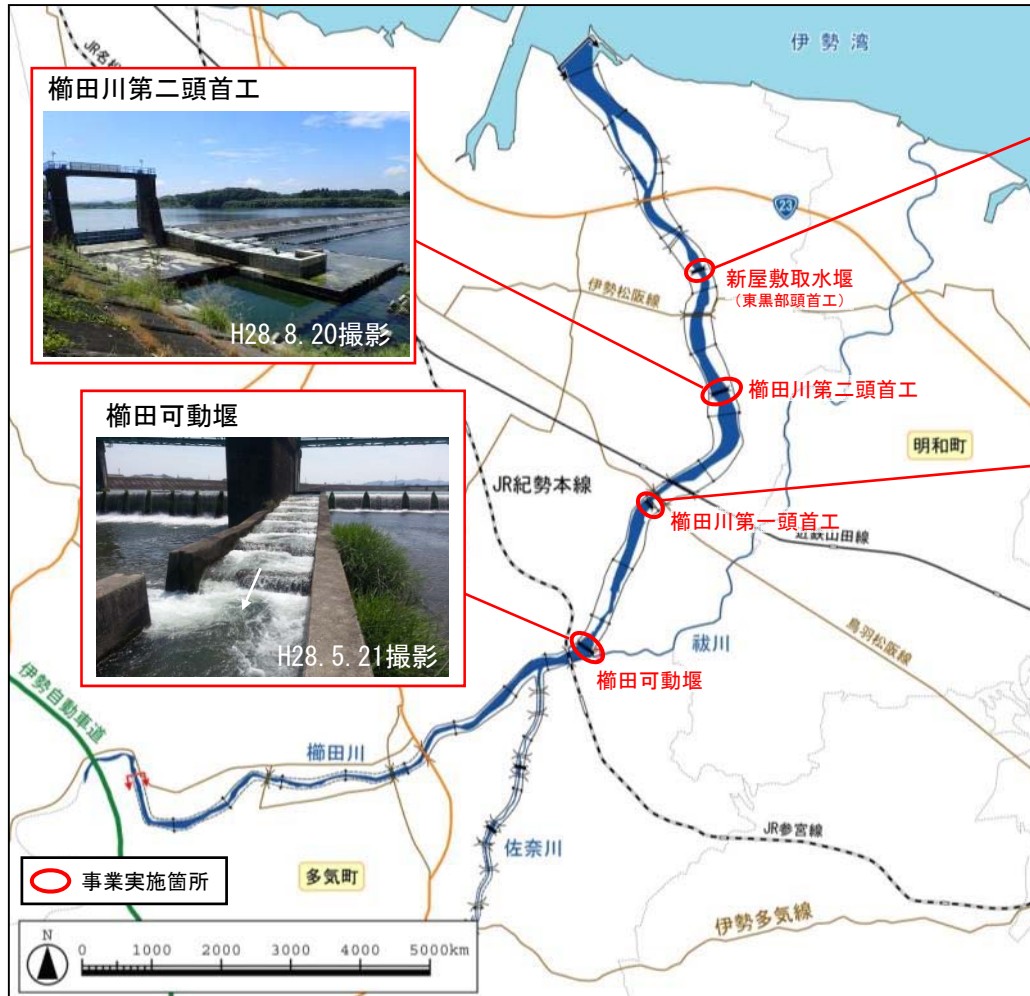 伊勢湾
JR名松
櫛田川第二頭首工
H28.8.20撮影
23
新屋敷取水堰
(東黒部頭首工)
伊勢松阪線
櫛田川第二頭首工
櫛田可動堰
H28.5.21撮影
明和町
JR紀勢本線
櫛田川第一頭首工
近鉄山田線
鳥羽松阪線
祓川
櫛田可動堰
伊勢自動車道
櫛田川
JR参宮線
佐奈川
多気町
事業実施箇所
伊勢多気線
N
0 1000 2000 3000 4000 5000km